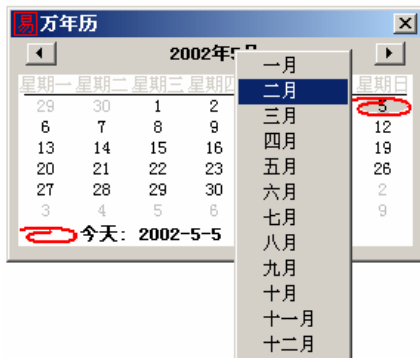 易 万年历
2002年5月
星期一 星期二 星期三 星期四 星期日
29 30 1 2 5
6 7 8 9 12
13 14 15 16 19
20 21 22 23 26
27 28 29 30 2
3 4 5 6 9
今天: 2002-5-5
一月
二月
三月
四月
五月
六月
七月
八月
九月
十月
十一月
十二月